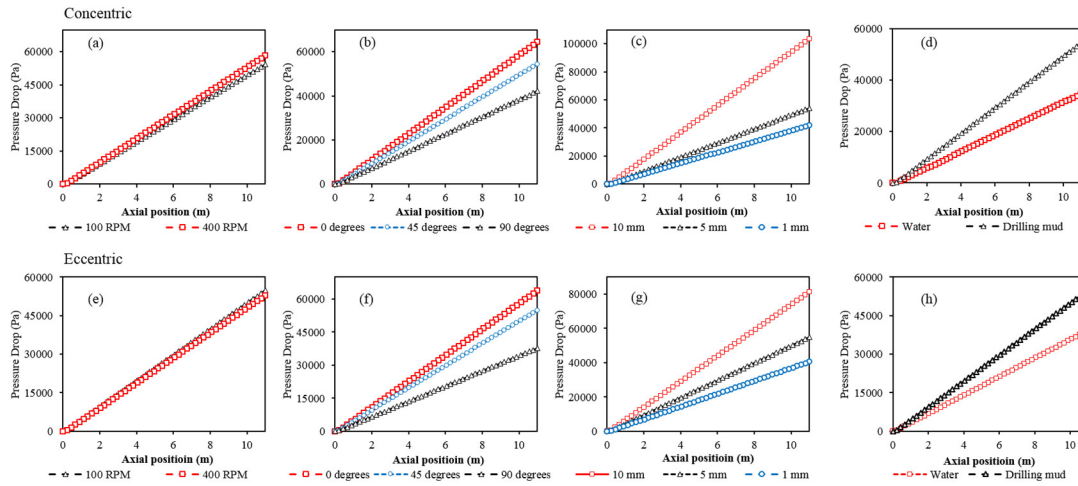 Concentric
(a)
Pressure Drop (Pa)
60000
45000
30000
15000
0
0 2 4 6 8 10
Axial position (m)
100 RPM 400 RPM
(b)
Pressure Drop (Pa)
60000
40000
20000
0
0 2 4 6 8 10
Axial position (m)
0 degrees 45 degrees 90 degrees
(c)
Pressure Drop (Pa)
100000
80000
60000
40000
20000
0
0 2 4 6 8 10
Axial positioin (m)
10 mm 5 mm 1 mm
(d)
Pressure Drop (Pa)
60000
40000
20000
0
0 2 4 6 8 10
Axial position (m)
Water Drilling mud
Eccentric
(e)
Pressure Drop (Pa)
60000
45000
30000
15000
0
0 2 4 6 8 10
Axial positioin (m)
100 RPM 400 RPM
(f)
Pressure Drop (Pa)
60000
45000
30000
15000
0
0 2 4 6 8 10
Axial positioin (m)
0 degrees 45 degrees 90 degrees
(g)
Pressure Drop (Pa)
80000
60000
40000
20000
0
0 2 4 6 8 10
Axial positioin (m)
10 mm 5 mm 1 mm
(h)
Pressure Drop (Pa)
60000
45000
30000
15000
0
0 2 4 6 8 10
Axial positioin (m)
Water Drilling mud